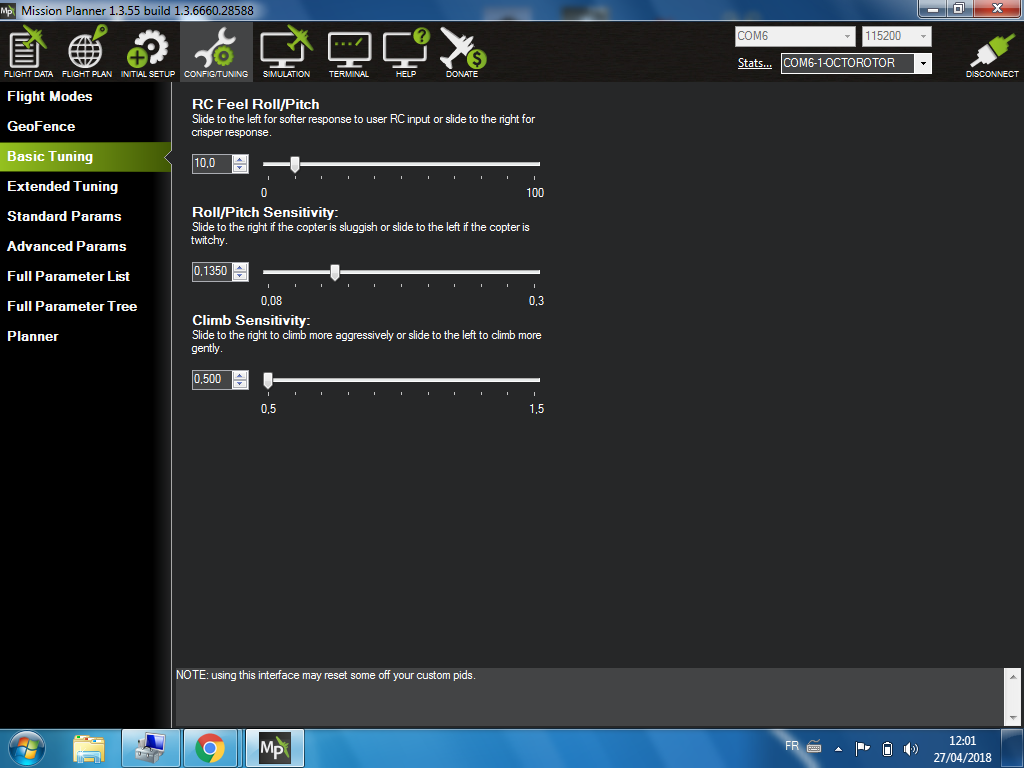 Mp Mission Planner 1.3.55 build 1.3.6660.28588
FLIGHT DATA FLIGHT PLAN INITIAL SETUP CONFIG/TUNING SIMULATION TERMINAL HELP DONATE
COM6 115200
Stats... COM6-1-OCTOROTOR
DISCONNECT
Flight Modes
GeoFence
Basic Tuning
Extended Tuning
Standard Params
Advanced Params
Full Parameter List
Full Parameter Tree
Planner
RC Feel Roll/Pitch
Slide to the left for softer response to user RC input or slide to the right for
crisper response.
10,0
0 100
Roll/Pitch Sensitivity:
Slide to the right if the copter is sluggish or slide to the left if the copter is
twitchy.
0,1350
0,08 0,3
Climb Sensitivity:
Slide to the right to climb more aggressively or slide to the left to climb more
gently.
0,500
0,5 1,5
NOTE: using this interface may reset some off your custom pids.
Mp
FR
12:01
27/04/2018